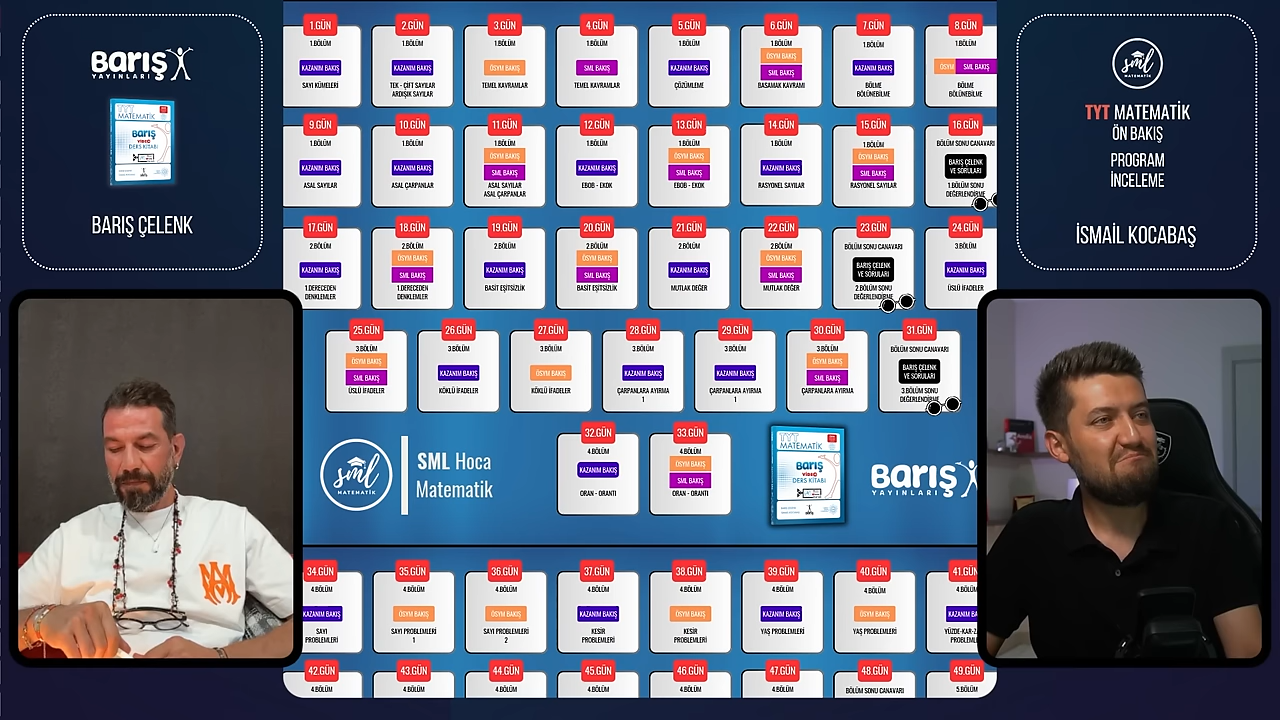 BARIŞ
YAYINLARI
TYT
MATEMATİK
BARIŞ
VİDEO
DERS KİTABI
BARIŞ ÇELENK
sml
MATEMATİK
TYT MATEMATİK
ÖN BAKIŞ
PROGRAM
İNCELEME
İSMAİL KOCABAŞ
1.GÜN
1.BÖLÜM
KAZANIM BAKIŞ
SAYI KÜMELERİ
2.GÜN
1.BÖLÜM
KAZANIM BAKIŞ
TEK - ÇİFT SAYILAR
ARDIŞIK SAYILAR
3.GÜN
1.BÖLÜM
ÖSYM BAKIŞ
TEMEL KAVRAMLAR
4.GÜN
1.BÖLÜM
SML BAKIŞ
TEMEL KAVRAMLAR
5.GÜN
1.BÖLÜM
KAZANIM BAKIŞ
ÇÖZÜMLEME
6.GÜN
1.BÖLÜM
ÖSYM BAKIŞ
SML BAKIŞ
BASAMAK KAVRAMI
7.GÜN
1.BÖLÜM
KAZANIM BAKIŞ
BÖLME
BÖLÜNEBİLME
8.GÜN
1.BÖLÜM
ÖSYM SML BAKIŞ
BÖLME
BÖLÜNEBİLME
9.GÜN
1.BÖLÜM
KAZANIM BAKIŞ
ASAL SAYILAR
10.GÜN
1.BÖLÜM
KAZANIM BAKIŞ
ASAL ÇARPANLAR
11.GÜN
1.BÖLÜM
ÖSYM BAKIŞ
SML BAKIŞ
ASAL SAYILAR
ASAL ÇARPANLAR
12.GÜN
1.BÖLÜM
KAZANIM BAKIŞ
EBOB - EKOK
13.GÜN
1.BÖLÜM
ÖSYM BAKIŞ
SML BAKIŞ
EBOB - EKOK
14.GÜN
1.BÖLÜM
KAZANIM BAKIŞ
RASYONEL SAYILAR
15.GÜN
1.BÖLÜM
ÖSYM BAKIŞ
SML BAKIŞ
RASYONEL SAYILAR
16.GÜN
BÖLÜM SONU CANAVARI
BARIŞ ÇELENK
VE SORULARI
1.BÖLÜM SONU
DEĞERLENDİRME
17.GÜN
2.BÖLÜM
KAZANIM BAKIŞ
1.DERECEDEN
DENKLEMLER
18.GÜN
2.BÖLÜM
ÖSYM BAKIŞ
SML BAKIŞ
1.DERECEDEN
DENKLEMLER
19.GÜN
2.BÖLÜM
KAZANIM BAKIŞ
BASİT EŞİTSİZLİK
20.GÜN
2.BÖLÜM
ÖSYM BAKIŞ
SML BAKIŞ
BASİT EŞİTSİZLİK
21.GÜN
2.BÖLÜM
KAZANIM BAKIŞ
MUTLAK DEĞER
22.GÜN
2.BÖLÜM
ÖSYM BAKIŞ
SML BAKIŞ
MUTLAK DEĞER
23.GÜN
BÖLÜM SONU CANAVARI
BARIŞ ÇELENK
VE SORULARI
2.BÖLÜM SONU
DEĞERLENDİRME
24.GÜN
3.BÖLÜM
KAZANIM BAKIŞ
ÜSLÜ İFADELER
25.GÜN
3.BÖLÜM
ÖSYM BAKIŞ
SML BAKIŞ
ÜSLÜ İFADELER
26.GÜN
3.BÖLÜM
KAZANIM BAKIŞ
KÖKLÜ İFADELER
27.GÜN
3.BÖLÜM
ÖSYM BAKIŞ
KÖKLÜ İFADELER
28.GÜN
3.BÖLÜM
KAZANIM BAKIŞ
ÇARPANLARA AYIRMA
1
29.GÜN
3.BÖLÜM
KAZANIM BAKIŞ
ÇARPANLARA AYIRMA
1
30.GÜN
3.BÖLÜM
ÖSYM BAKIŞ
SML BAKIŞ
ÇARPANLARA AYIRMA
31.GÜN
BÖLÜM SONU CANAVARI
BARIŞ ÇELENK
VE SORULARI
3.BÖLÜM SONU
DEĞERLENDİRME
sml
MATEMATİK
SML Hoca
Matematik
32.GÜN
4.BÖLÜM
KAZANIM BAKIŞ
ORAN - ORANTI
33.GÜN
4.BÖLÜM
ÖSYM BAKIŞ
SML BAKIŞ
ORAN - ORANTI
TYT
MATEMATİK
BARIŞ
VİDEO
DERS KİTABI
BARIŞ
YAYINLARI
34.GÜN
4.BÖLÜM
KAZANIM BAKIŞ
SAYI
PROBLEMLERİ
35.GÜN
4.BÖLÜM
ÖSYM BAKIŞ
SAYI PROBLEMLERİ
1
36.GÜN
4.BÖLÜM
ÖSYM BAKIŞ
SAYI PROBLEMLERİ
2
37.GÜN
4.BÖLÜM
KAZANIM BAKIŞ
KESİR
PROBLEMLERİ
38.GÜN
4.BÖLÜM
ÖSYM BAKIŞ
KESİR
PROBLEMLERİ
39.GÜN
4.BÖLÜM
KAZANIM BAKIŞ
YAŞ PROBLEMLERİ
40.GÜN
4.BÖLÜM
ÖSYM BAKIŞ
YAŞ PROBLEMLERİ
41.GÜN
4.BÖLÜM
KAZANIM
YÜZDE-KAR-Z
42.GÜN
4.BÖLÜM
43.GÜN
4.BÖLÜM
44.GÜN
4.BÖLÜM
45.GÜN
4.BÖLÜM
46.GÜN
4.BÖLÜM
47.GÜN
4.BÖLÜM
48.GÜN
BÖLÜM SONU CANAVARI
49.GÜN
5.BÖLÜM